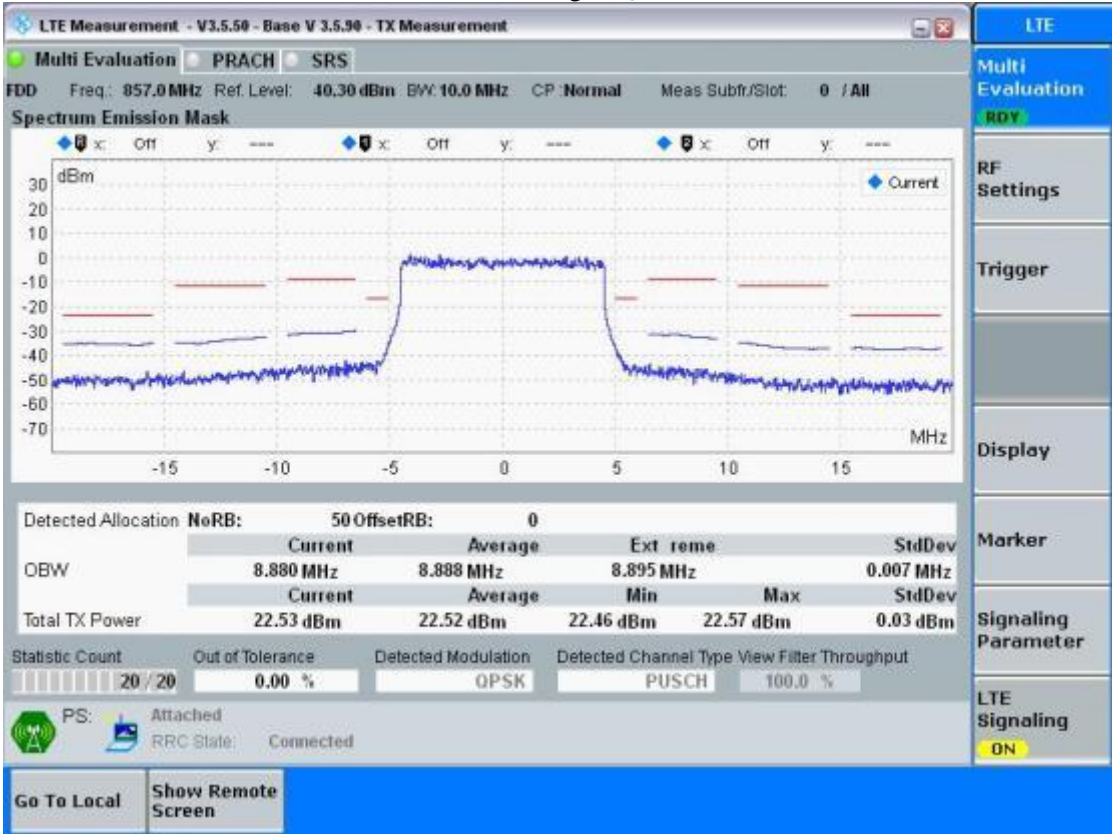 LTE Measurement - V3.5.50 - Base V 3.5.90 - TX Measurement
LTE
Multi Evaluation PRACH SRS
Multi
Evaluation
RDY
FDD Freq.: 857.0 MHz Ref. Level: 40.30 dBm BW: 10.0 MHz CP :Normal Meas Subfr./Slot: 0 / All
Spectrum Emission Mask
x: Off y: --- x: Off y: --- x: Off y: ---
dBm
Current
30
20
10
0
-10
-20
-30
-40
-50
-60
-70
MHz
-15 -10 -5 0 5 10 15
RF
Settings
Trigger
Display
Marker
Signaling
Parameter
LTE
Signaling
ON
Detected Allocation NoRB: 50 OffsetRB: 0
Current Average Ext reme StdDev
OBW 8.880 MHz 8.888 MHz 8.895 MHz 0.007 MHz
Current Average Min Max StdDev
Total TX Power 22.53 dBm 22.52 dBm 22.46 dBm 22.57 dBm 0.03 dBm
Statistic Count Out of Tolerance Detected Modulation Detected Channel Type View Filter Throughput
20 / 20 0.00 % QPSK PUSCH 100.0 %
PS: Attached
RRC State: Connected
Go To Local
Show Remote
Screen